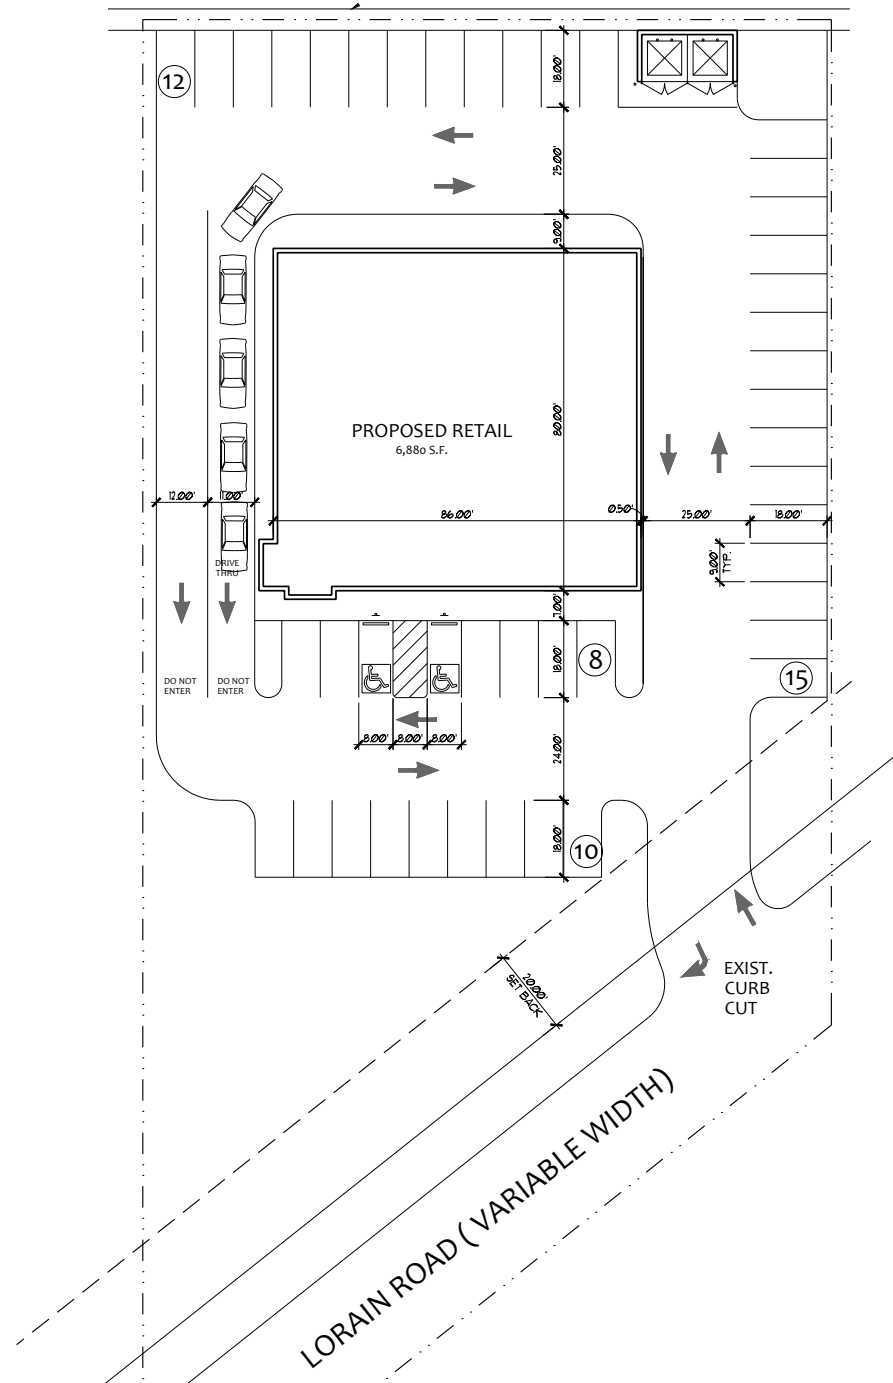 12
18.00'
25.00'
9.00'
PROPOSED RETAIL
6,880 S.F.
80.00'
12.00'
11.00'
86.00'
0.50'
25.00'
18.00'
9.00'
TYP.
DRIVE
THRU
7.00'
DO NOT
ENTER
DO NOT
ENTER
18.00'
8
15
8.00'
8.00'
8.00'
24.00'
18.00'
10
20.00'
SET BACK
EXIST.
CURB
CUT
LORAIN ROAD ( VARIABLE WIDTH)